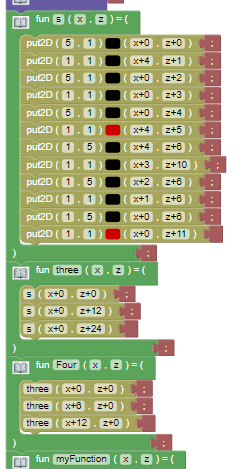 fun s ( x , z ) = (
put2D ( 5 , 1 ) ( x+0 , z+0 ) ;
put2D ( 1 , 1 ) ( x+4 , z+1 ) ;
put2D ( 5 , 1 ) ( x+0 , z+2 ) ;
put2D ( 1 , 1 ) ( x+0 , z+3 ) ;
put2D ( 5 , 1 ) ( x+0 , z+4 ) ;
put2D ( 1 , 1 ) ( x+4 , z+5 ) ;
put2D ( 1 , 5 ) ( x+4 , z+6 ) ;
put2D ( 1 , 1 ) ( x+3 , z+10 ) ;
put2D ( 1 , 5 ) ( x+2 , z+6 ) ;
put2D ( 1 , 1 ) ( x+1 , z+6 ) ;
put2D ( 1 , 5 ) ( x+0 , z+6 ) ;
put2D ( 1 , 1 ) ( x+0 , z+11 ) ;
) ;
fun three ( x , z ) = (
s ( x+0 , z+0 ) ;
s ( x+0 , z+12 ) ;
s ( x+0 , z+24 ) ;
) ;
fun Four ( x , z ) = (
three ( x+0 , z+0 ) ;
three ( x+6 , z+0 ) ;
three ( x+12 , z+0 ) ;
) ;
fun myFunction ( x , z ) = (